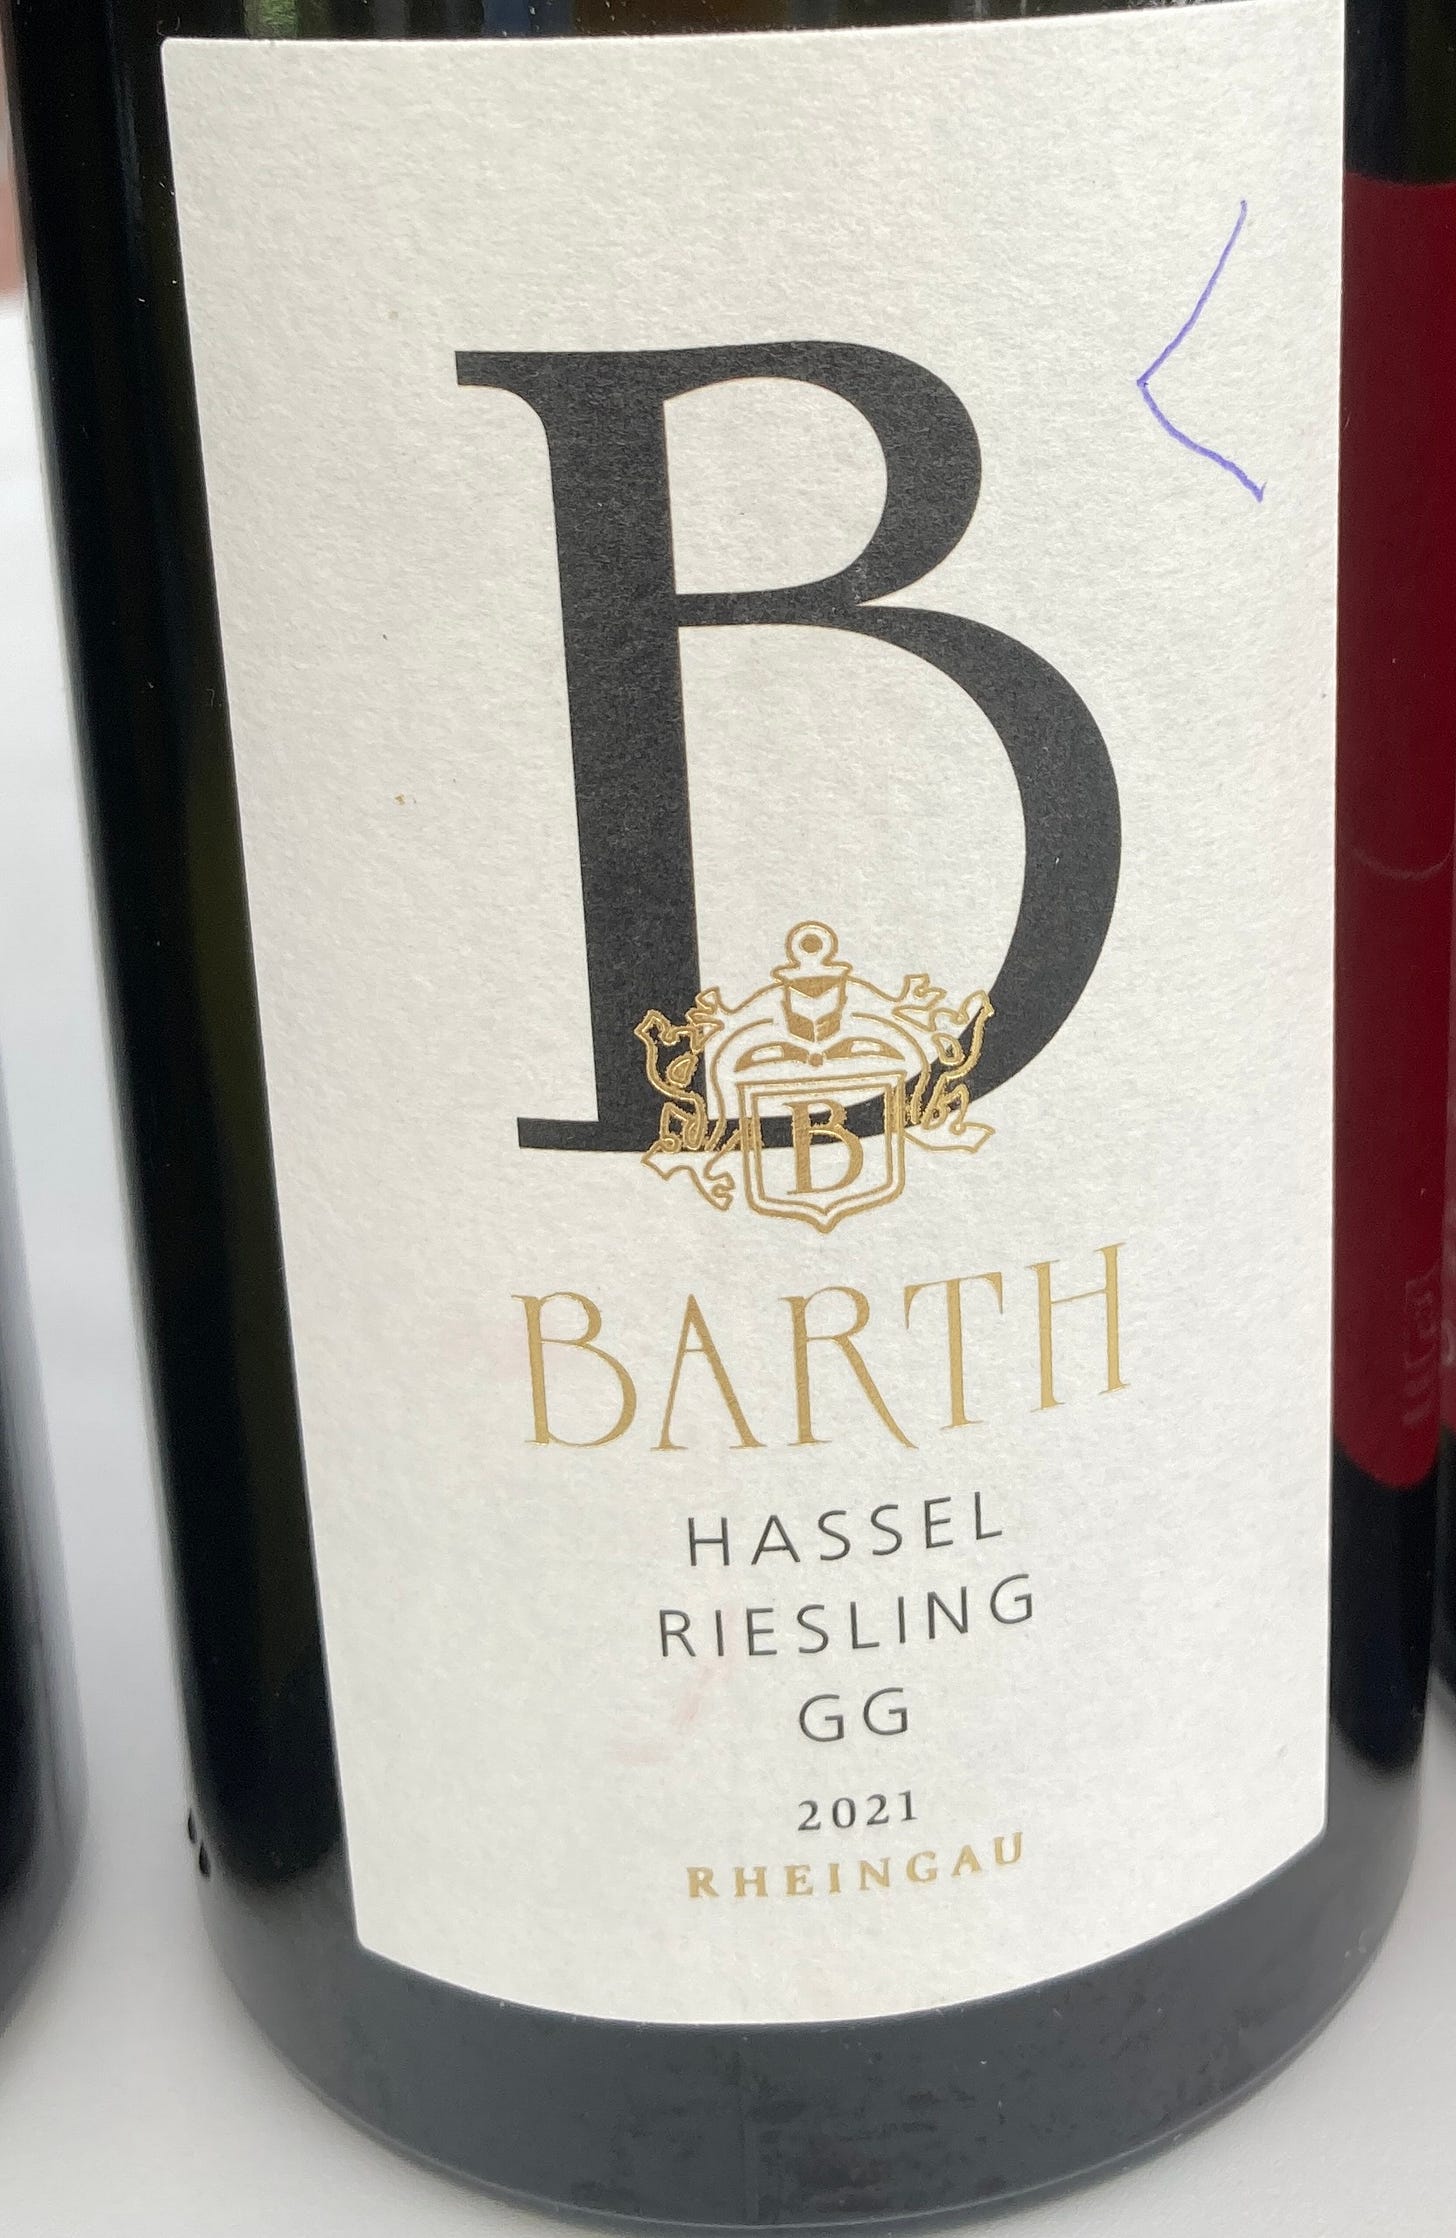 B
B
BARTH
HASSEL
RIESLING
GG
2021
RHEINGAU